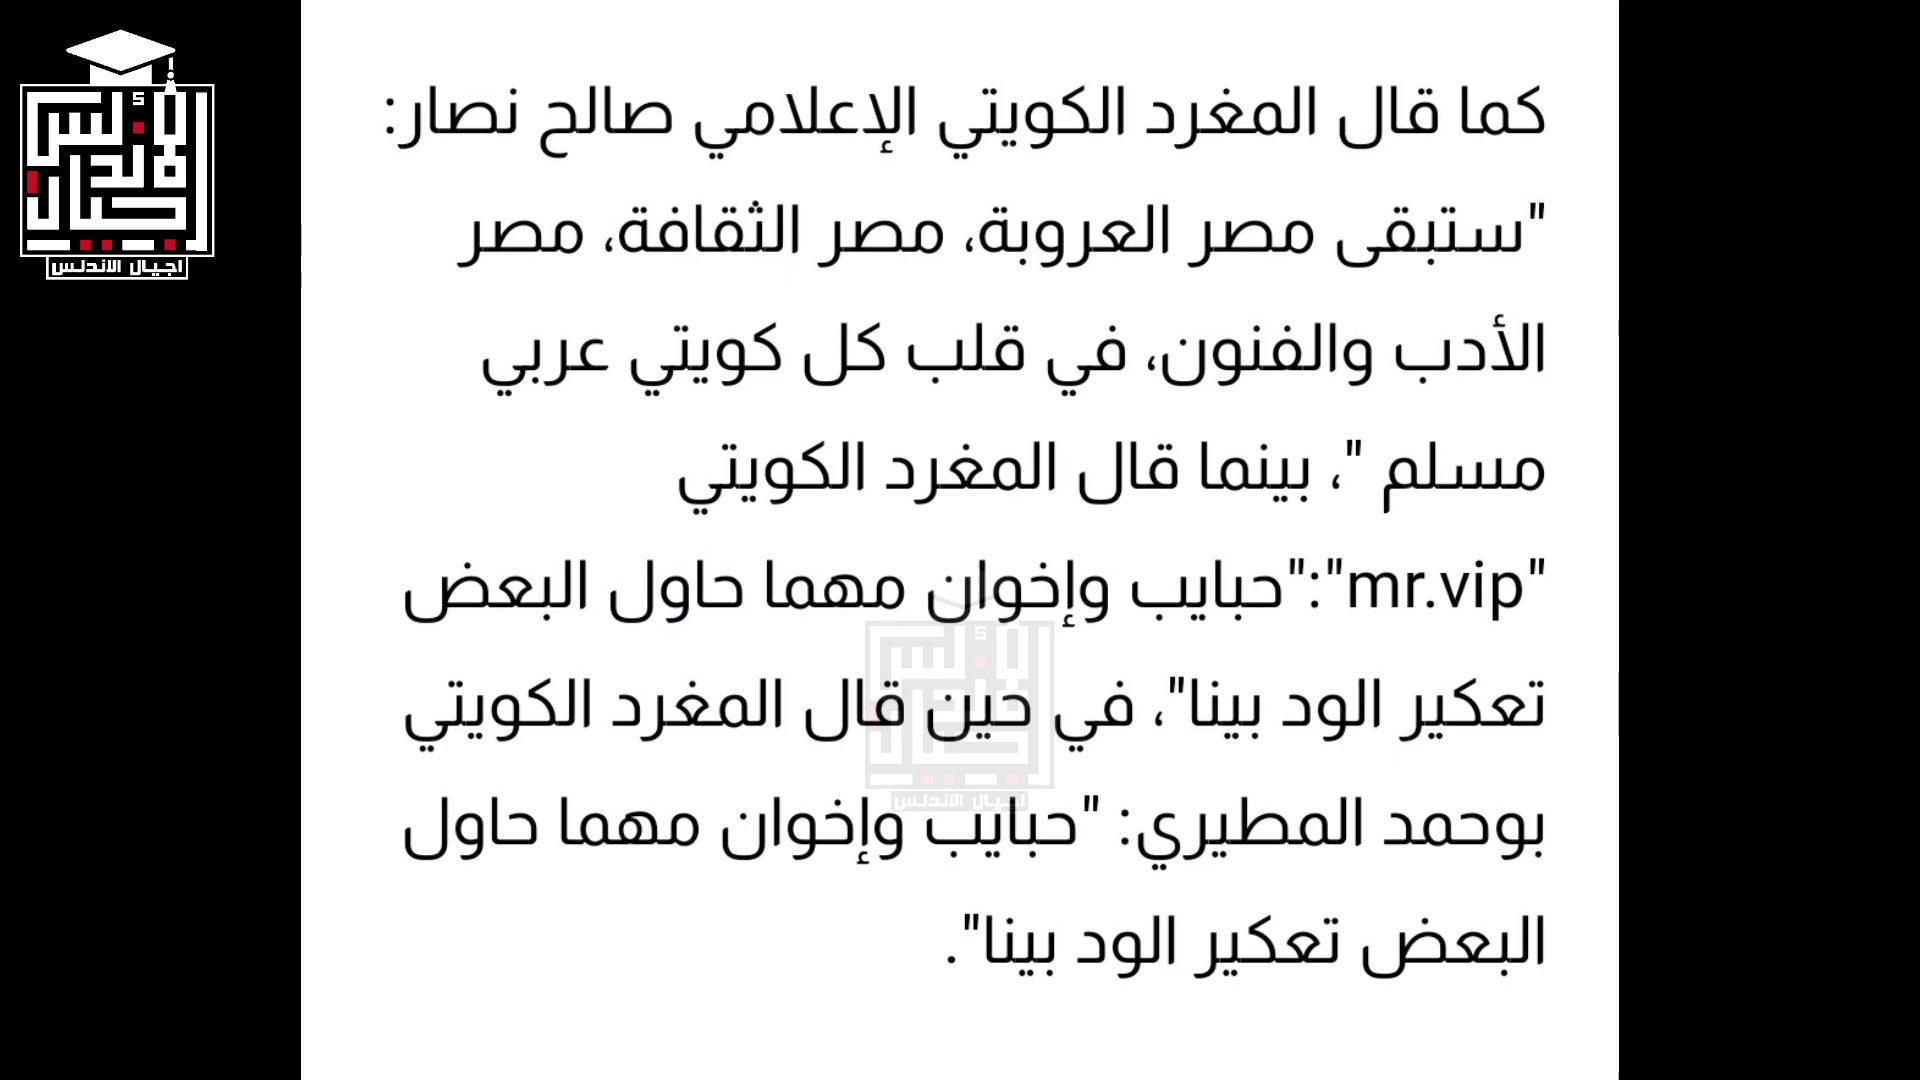 كما قال المغرد الكويتي الإعلامي صالح نصار:
"ستبقى مصر العروبة، مصر الثقافة، مصر
الأدب والفنون، في قلب كل كويتي عربي
مسلم "، بينما قال المغرد الكويتي
"mr.vip":"حبايب وإخوان مهما حاول البعض
تعكير الود بينا"، في حين قال المغرد الكويتي
بوحمد المطيري: "حبايب وإخوان مهما حاول
البعض تعكير الود بينا".
اجيال الاندلس
اجيال الاندلس